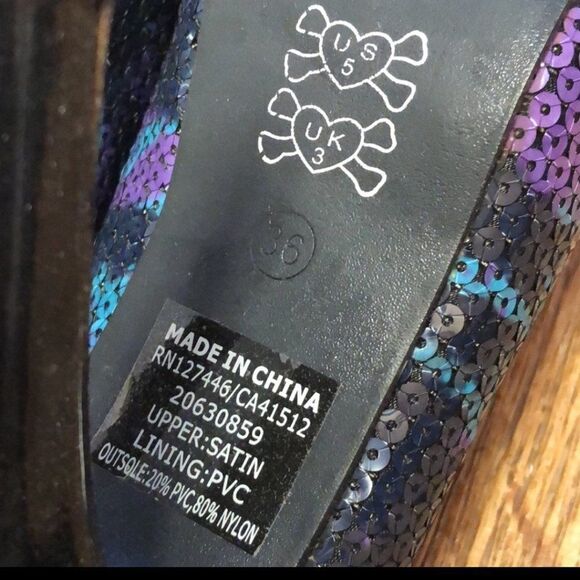 US
5
UK
3
36
MADE IN CHINA
RN127446/CA41512
20630859
UPPER:SATIN
LINING:PVC
OUTSOLE:20% PVC,80% NYLON